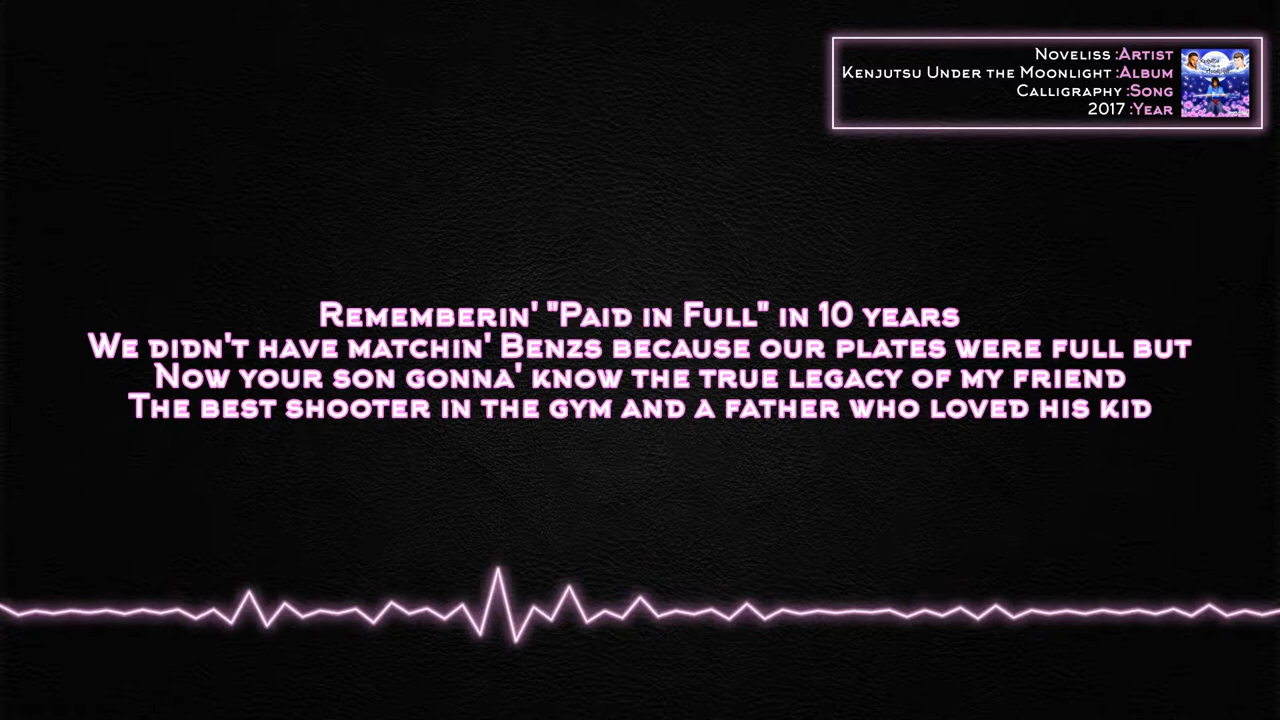 Noveliss :Artist
Kenjutsu Under the Moonlight :Album
Calligraphy :Song
2017 :Year
Rememberin' "Paid in Full" in 10 years
We didn't have matchin' Benzs because our plates were full but
Now your son gonna' know the true legacy of my friend
The best shooter in the gym and a father who loved his kid